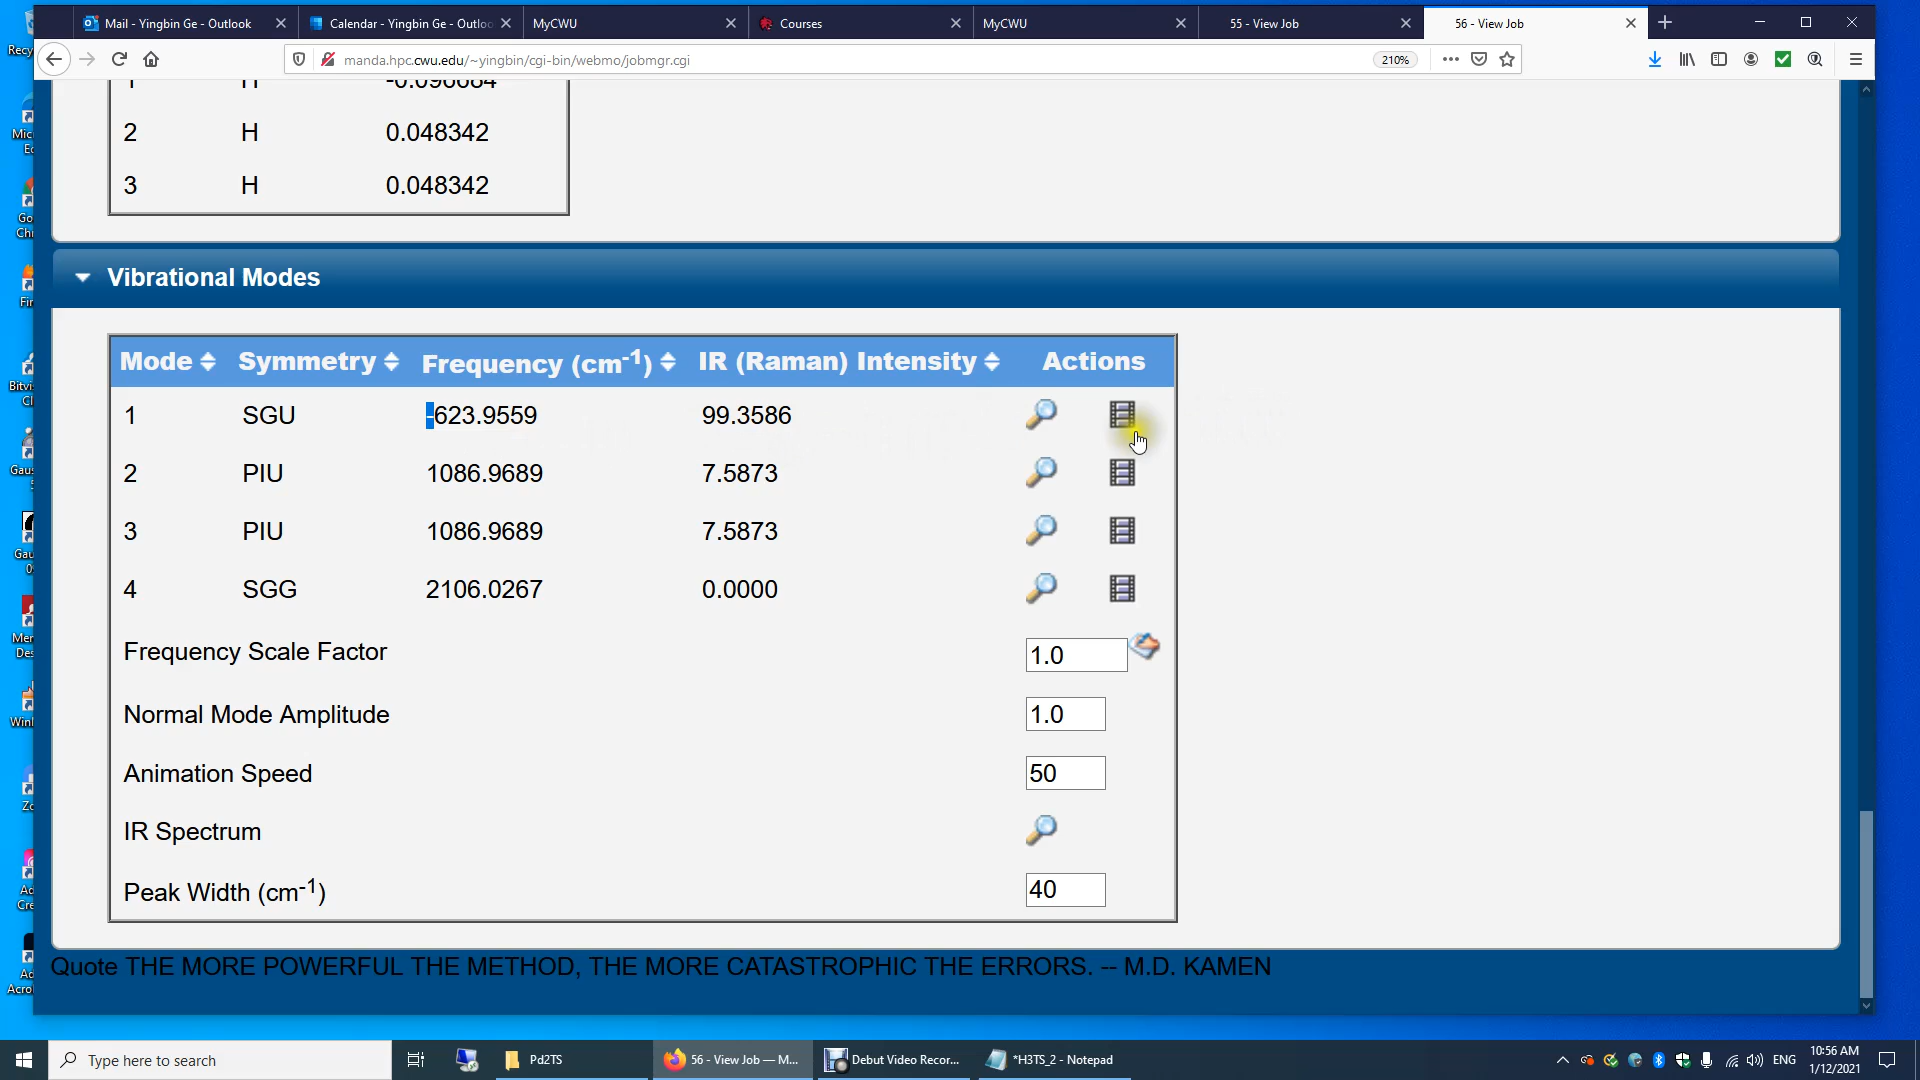 Mail - Yingbin Ge - Outlook
Calendar - Yingbin Ge - Outlo
MyCWU
Courses
MyCWU
55 - View Job
56 - View Job
manda.hpc.cwu.edu/~yingbin/cgi-bin/webmo/jobmgr.cgi
210%
1 H -0.096684
2 H 0.048342
3 H 0.048342
Vibrational Modes
Mode Symmetry Frequency (cm-1) IR (Raman) Intensity Actions
1 SGU -623.9559 99.3586
2 PIU 1086.9689 7.5873
3 PIU 1086.9689 7.5873
4 SGG 2106.0267 0.0000
Frequency Scale Factor 1.0
Normal Mode Amplitude 1.0
Animation Speed 50
IR Spectrum
Peak Width (cm-1) 40
Quote THE MORE POWERFUL THE METHOD, THE MORE CATASTROPHIC THE ERRORS. -- M.D. KAMEN
Type here to search
Pd2TS
56 - View Job — M...
Debut Video Recor...
*H3TS_2 - Notepad
ENG
10:56 AM
1/12/2021